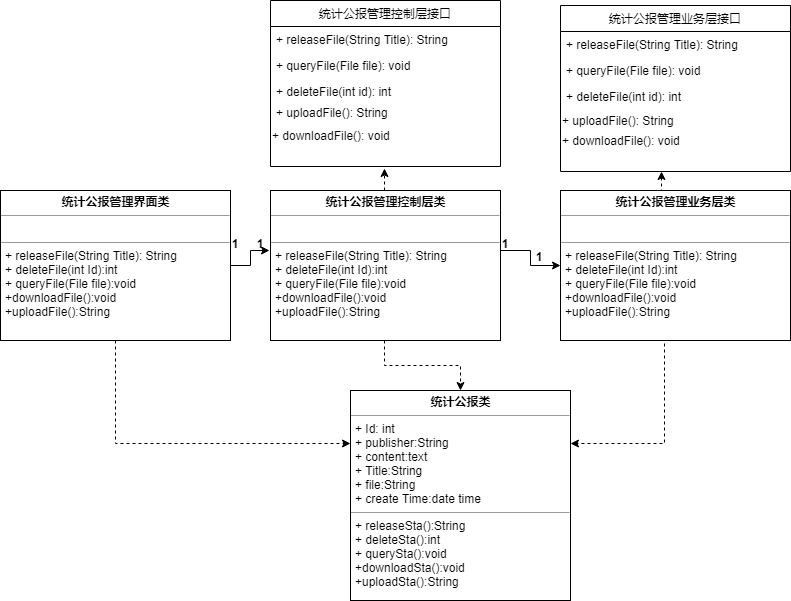 统计公报管理控制层接口
+ releaseFile(String Title): String
+ queryFile(File file): void
+ deleteFile(int id): int
+ uploadFile(): String
+ downloadFile(): void
统计公报管理业务层接口
+ releaseFile(String Title): String
+ queryFile(File file): void
+ deleteFile(int id): int
+ uploadFile(): String
+ downloadFile(): void
统计公报管理界面类
+ releaseFile(String Title): String
+ deleteFile(int Id):int
+ queryFile(File file):void
+downloadFile():void
+uploadFile():String
1
1
统计公报管理控制层类
+ releaseFile(String Title): String
+ deleteFile(int Id):int
+ queryFile(File file):void
+downloadFile():void
+uploadFile():String
1
1
统计公报管理业务层类
+ releaseFile(String Title): String
+ deleteFile(int Id):int
+ queryFile(File file):void
+downloadFile():void
+uploadFile():String
统计公报类
+ Id: int
+ publisher:String
+ content:text
+ Title:String
+ file:String
+ create Time:date time
+ releaseSta():String
+ deleteSta():int
+ querySta():void
+downloadSta():void
+uploadSta():String